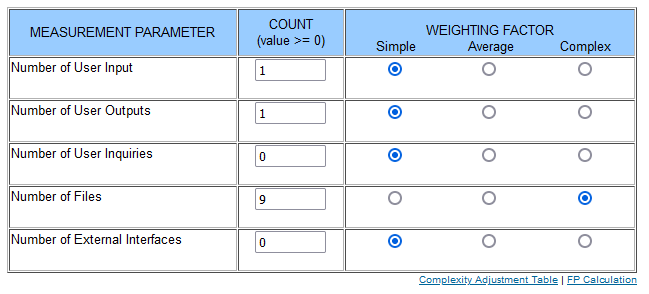 MEASUREMENT PARAMETER
COUNT
(value >= 0)
WEIGHTING FACTOR
Simple Average Complex
Number of User Input 1
Number of User Outputs 1
Number of User Inquiries 0
Number of Files 9
Number of External Interfaces 0
Complexity Adjustment Table | FP Calculation